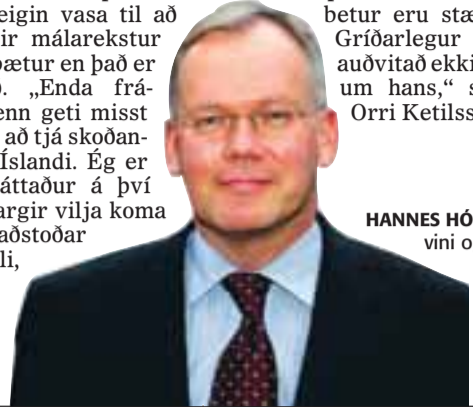 eigin vasa til að
ir málarekstur
bætur en það er
„Enda frá-
enn geti misst
að tjá skoðan-
Íslandi. Ég er
áttaður á því
argir vilja koma
aðstoðar
li,
betur eru stæ
Gríðarlegur
auðvitað ekki
um hans,“ s
Orri Ketilss
HANNES HÓ
vini o